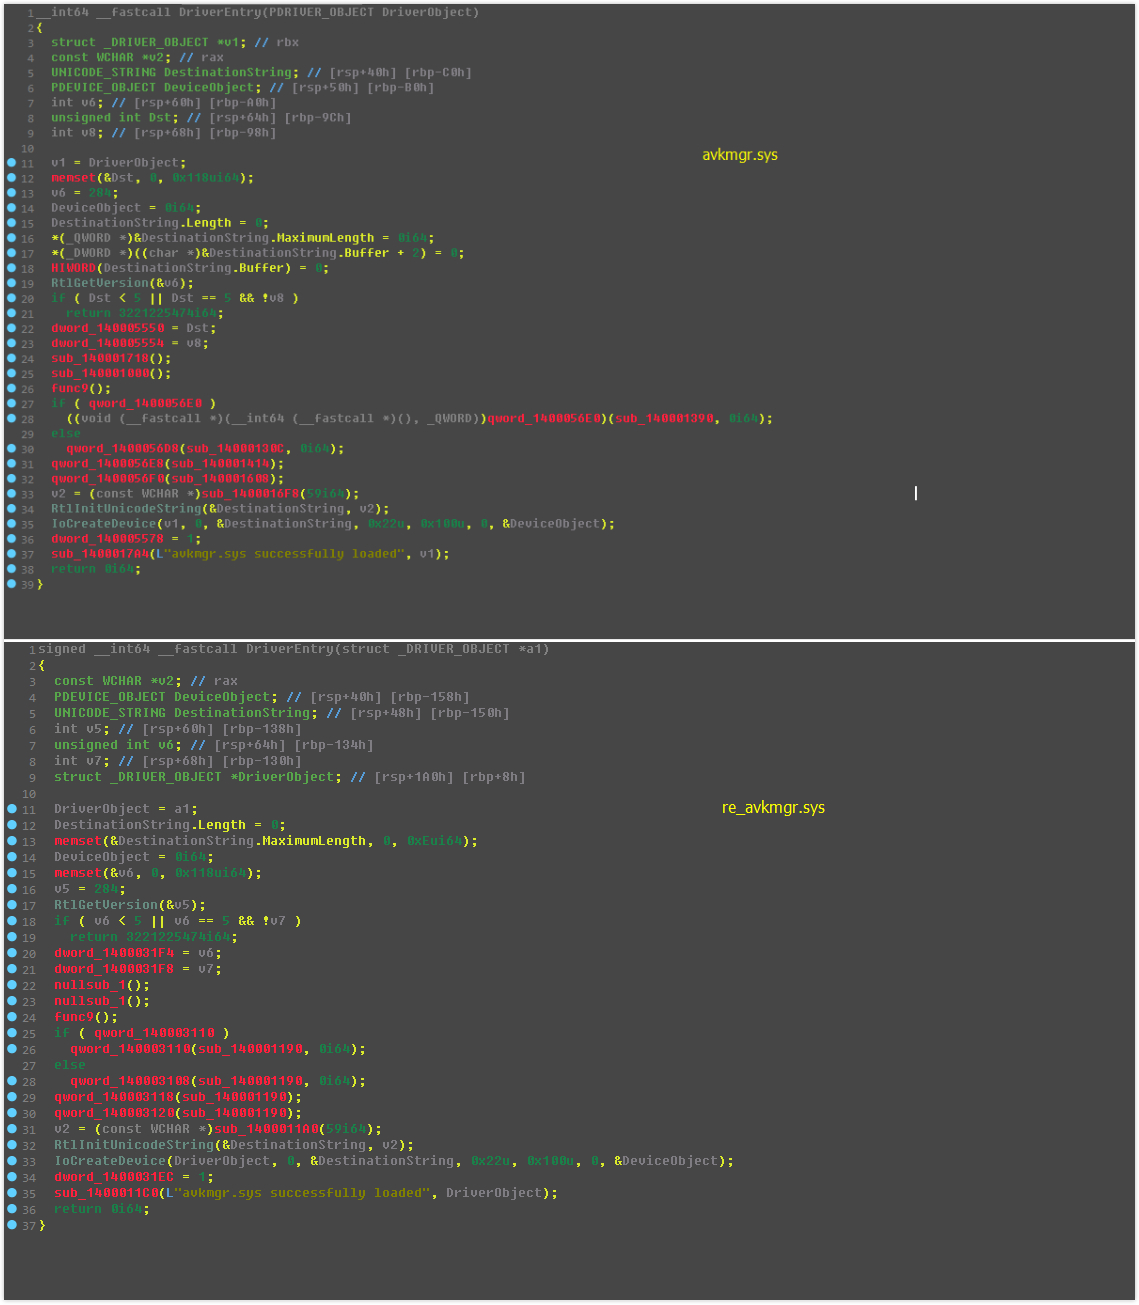 1 __int64 __fastcall DriverEntry(PDRIVER_OBJECT DriverObject)
2 {
3 struct _DRIVER_OBJECT *v1; // rbx
4 const WCHAR *v2; // rax
5 UNICODE_STRING DestinationString; // [rsp+40h] [rbp-C0h]
6 PDEVICE_OBJECT DeviceObject; // [rsp+50h] [rbp-B0h]
7 int v6; // [rsp+60h] [rbp-A0h]
8 unsigned int Dst; // [rsp+64h] [rbp-9Ch]
9 int v8; // [rsp+68h] [rbp-98h]
10
avkmgr.sys
11 v1 = DriverObject;
12 memset(&Dst, 0, 0x118ui64);
13 v6 = 284;
14 DeviceObject = 0i64;
15 DestinationString.Length = 0;
16 *(_QWORD *)&DestinationString.MaximumLength = 0i64;
17 *(_DWORD *)((char *)&DestinationString.Buffer + 2) = 0;
18 HIWORD(DestinationString.Buffer) = 0;
19 RtlGetVersion(&v6);
20 if ( Dst < 5 || Dst == 5 && !v8 )
21 return 3221225474i64;
22 dword_140005550 = Dst;
23 dword_140005554 = v8;
24 sub_140001718();
25 sub_140001000();
26 func9();
27 if ( qword_1400056E0 )
28 ((void (__fastcall *)(__int64 (__fastcall *)(), _QWORD))qword_1400056E0)(sub_140001390, 0i64);
29 else
30 qword_1400056D8(sub_14000130C, 0i64);
31 qword_1400056E8(sub_140001414);
32 qword_1400056F0(sub_140001608);
33 v2 = (const WCHAR *)sub_1400016F8(59i64);
34 RtlInitUnicodeString(&DestinationString, v2);
35 IoCreateDevice(v1, 0, &DestinationString, 0x22u, 0x100u, 0, &DeviceObject);
36 dword_140005578 = 1;
37 sub_1400017A4(L"avkmgr.sys successfully loaded", v1);
38 return 0i64;
39 }
1 signed __int64 __fastcall DriverEntry(struct _DRIVER_OBJECT *a1)
2 {
3 const WCHAR *v2; // rax
4 PDEVICE_OBJECT DeviceObject; // [rsp+40h] [rbp-158h]
5 UNICODE_STRING DestinationString; // [rsp+48h] [rbp-150h]
6 int v5; // [rsp+60h] [rbp-138h]
7 unsigned int v6; // [rsp+64h] [rbp-134h]
8 int v7; // [rsp+68h] [rbp-130h]
9 struct _DRIVER_OBJECT *DriverObject; // [rsp+1A0h] [rbp+8h]
10
re_avkmgr.sys
11 DriverObject = a1;
12 DestinationString.Length = 0;
13 memset(&DestinationString.MaximumLength, 0, 0xEui64);
14 DeviceObject = 0i64;
15 memset(&v6, 0, 0x118ui64);
16 v5 = 284;
17 RtlGetVersion(&v5);
18 if ( v6 < 5 || v6 == 5 && !v7 )
19 return 3221225474i64;
20 dword_1400031F4 = v6;
21 dword_1400031F8 = v7;
22 nullsub_1();
23 nullsub_1();
24 func9();
25 if ( qword_140003110 )
26 qword_140003110(sub_140001190, 0i64);
27 else
28 qword_140003108(sub_140001190, 0i64);
29 qword_140003118(sub_140001190);
30 qword_140003120(sub_140001190);
31 v2 = (const WCHAR *)sub_1400011A0(59i64);
32 RtlInitUnicodeString(&DestinationString, v2);
33 IoCreateDevice(DriverObject, 0, &DestinationString, 0x22u, 0x100u, 0, &DeviceObject);
34 dword_1400031EC = 1;
35 sub_1400011C0(L"avkmgr.sys successfully loaded", DriverObject);
36 return 0i64;
37 }